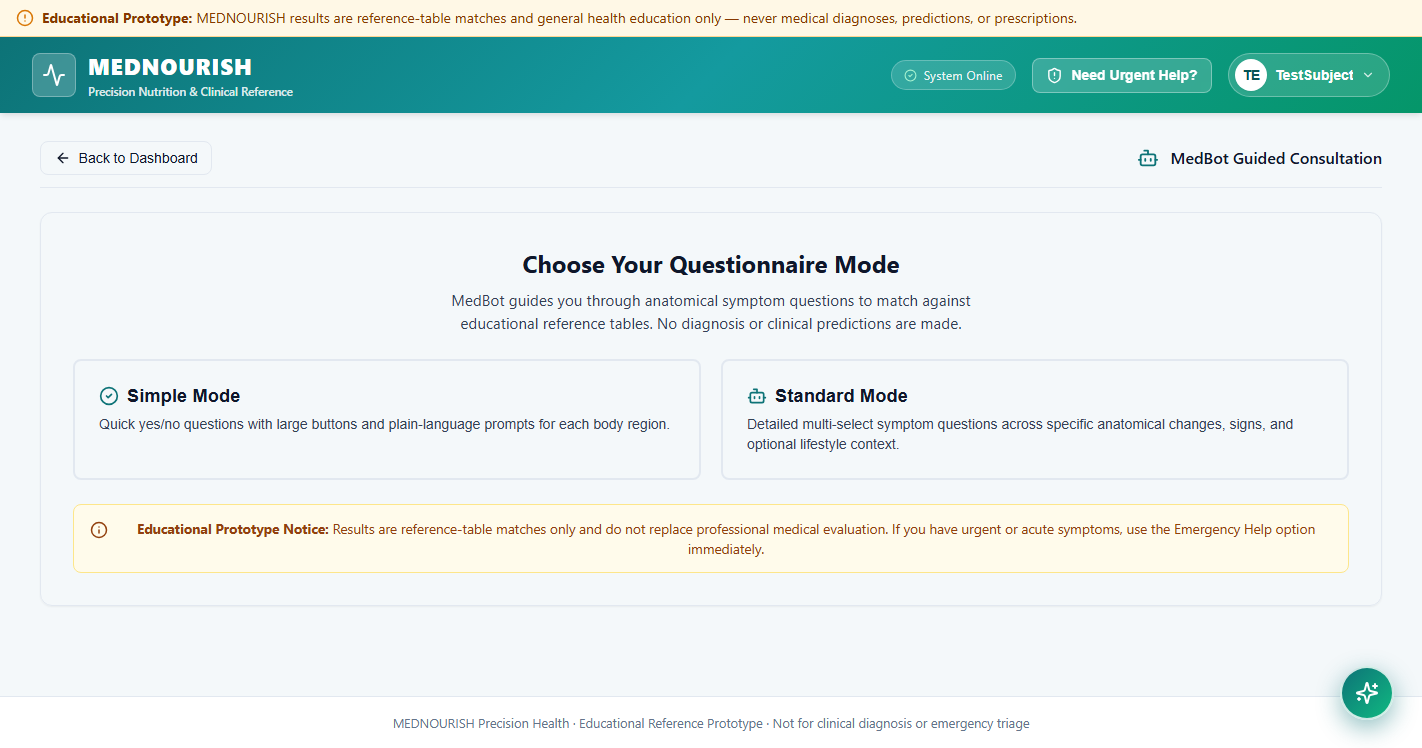 Educational Prototype: MEDNOURISH results are reference-table matches and general health education only — never medical diagnoses, predictions, or prescriptions.
MEDNOURISH
Precision Nutrition & Clinical Reference
System Online
Need Urgent Help?
TE
TestSubject
Back to Dashboard
MedBot Guided Consultation
Choose Your Questionnaire Mode
MedBot guides you through anatomical symptom questions to match against
educational reference tables. No diagnosis or clinical predictions are made.
Simple Mode
Quick yes/no questions with large buttons and plain-language prompts for each body region.
Standard Mode
Detailed multi-select symptom questions across specific anatomical changes, signs, and
optional lifestyle context.
Educational Prototype Notice: Results are reference-table matches only and do not replace professional medical evaluation. If you have urgent or acute symptoms, use the Emergency Help option
immediately.
MEDNOURISH Precision Health · Educational Reference Prototype · Not for clinical diagnosis or emergency triage